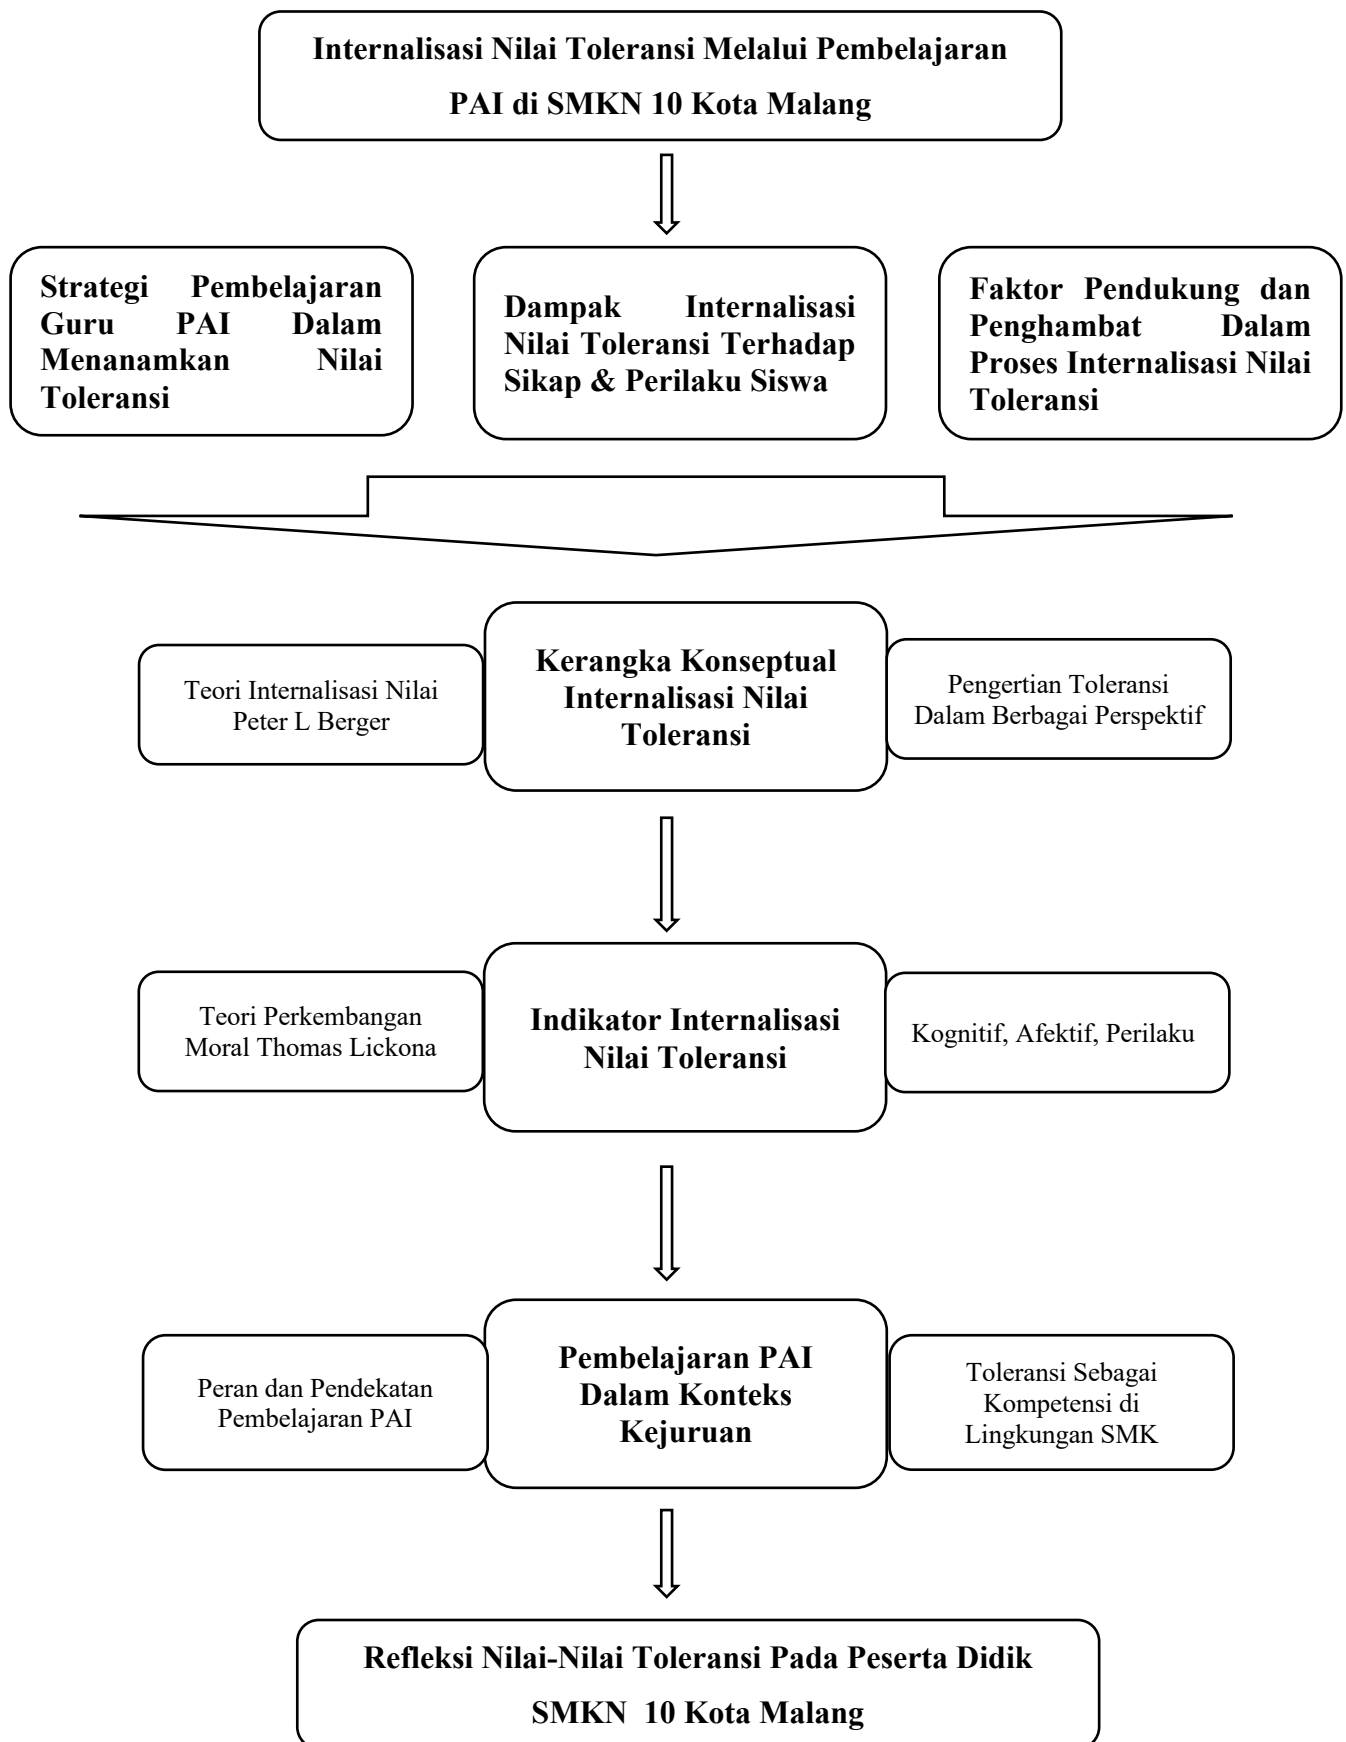 Internalisasi Nilai Toleransi Melalui Pembelajaran
PAI di SMKN 10 Kota Malang
Strategi Pembelajaran
Guru PAI Dalam
Menanamkan Nilai
Toleransi
Dampak Internalisasi
Nilai Toleransi Terhadap
Sikap & Perilaku Siswa
Faktor Pendukung dan
Penghambat Dalam
Proses Internalisasi Nilai
Toleransi
Teori Internalisasi Nilai
Peter L Berger
Kerangka Konseptual
Internalisasi Nilai
Toleransi
Pengertian Toleransi
Dalam Berbagai Perspektif
Teori Perkembangan
Moral Thomas Lickona
Indikator Internalisasi
Nilai Toleransi
Kognitif, Afektif, Perilaku
Peran dan Pendekatan
Pembelajaran PAI
Pembelajaran PAI
Dalam Konteks
Kejuruan
Toleransi Sebagai
Kompetensi di
Lingkungan SMK
Refleksi Nilai-Nilai Toleransi Pada Peserta Didik
SMKN 10 Kota Malang